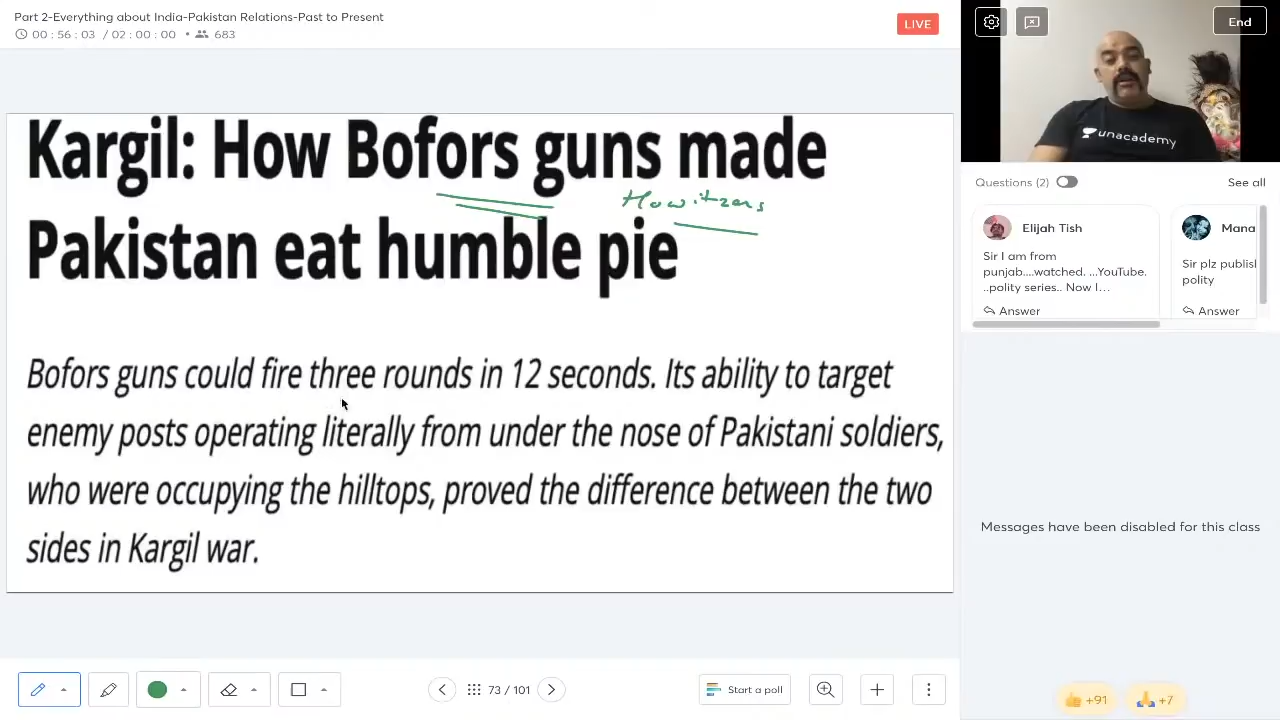 Part 2-Everything about India-Pakistan Relations-Past to Present
00 : 56 : 03 / 02 : 00 : 00 • 393
LIVE
End
unacademy
Kargil: How Bofors guns made
Howitzers
Pakistan eat humble pie
Bofors guns could fire three rounds in 12 seconds. Its ability to target
enemy posts operating literally from under the nose of Pakistani soldiers,
who were occupying the hilltops, proved the difference between the two
sides in Kargil war.
Questions (2)
See all
Elijah Tish
Sir I am from
punjab....watched. ...YouTube.
..polity series.. Now I...
Answer
Mana
Sir plz publisl
polity
Answer
Messages have been disabled for this class
73 / 101
Start a poll
+91
+7